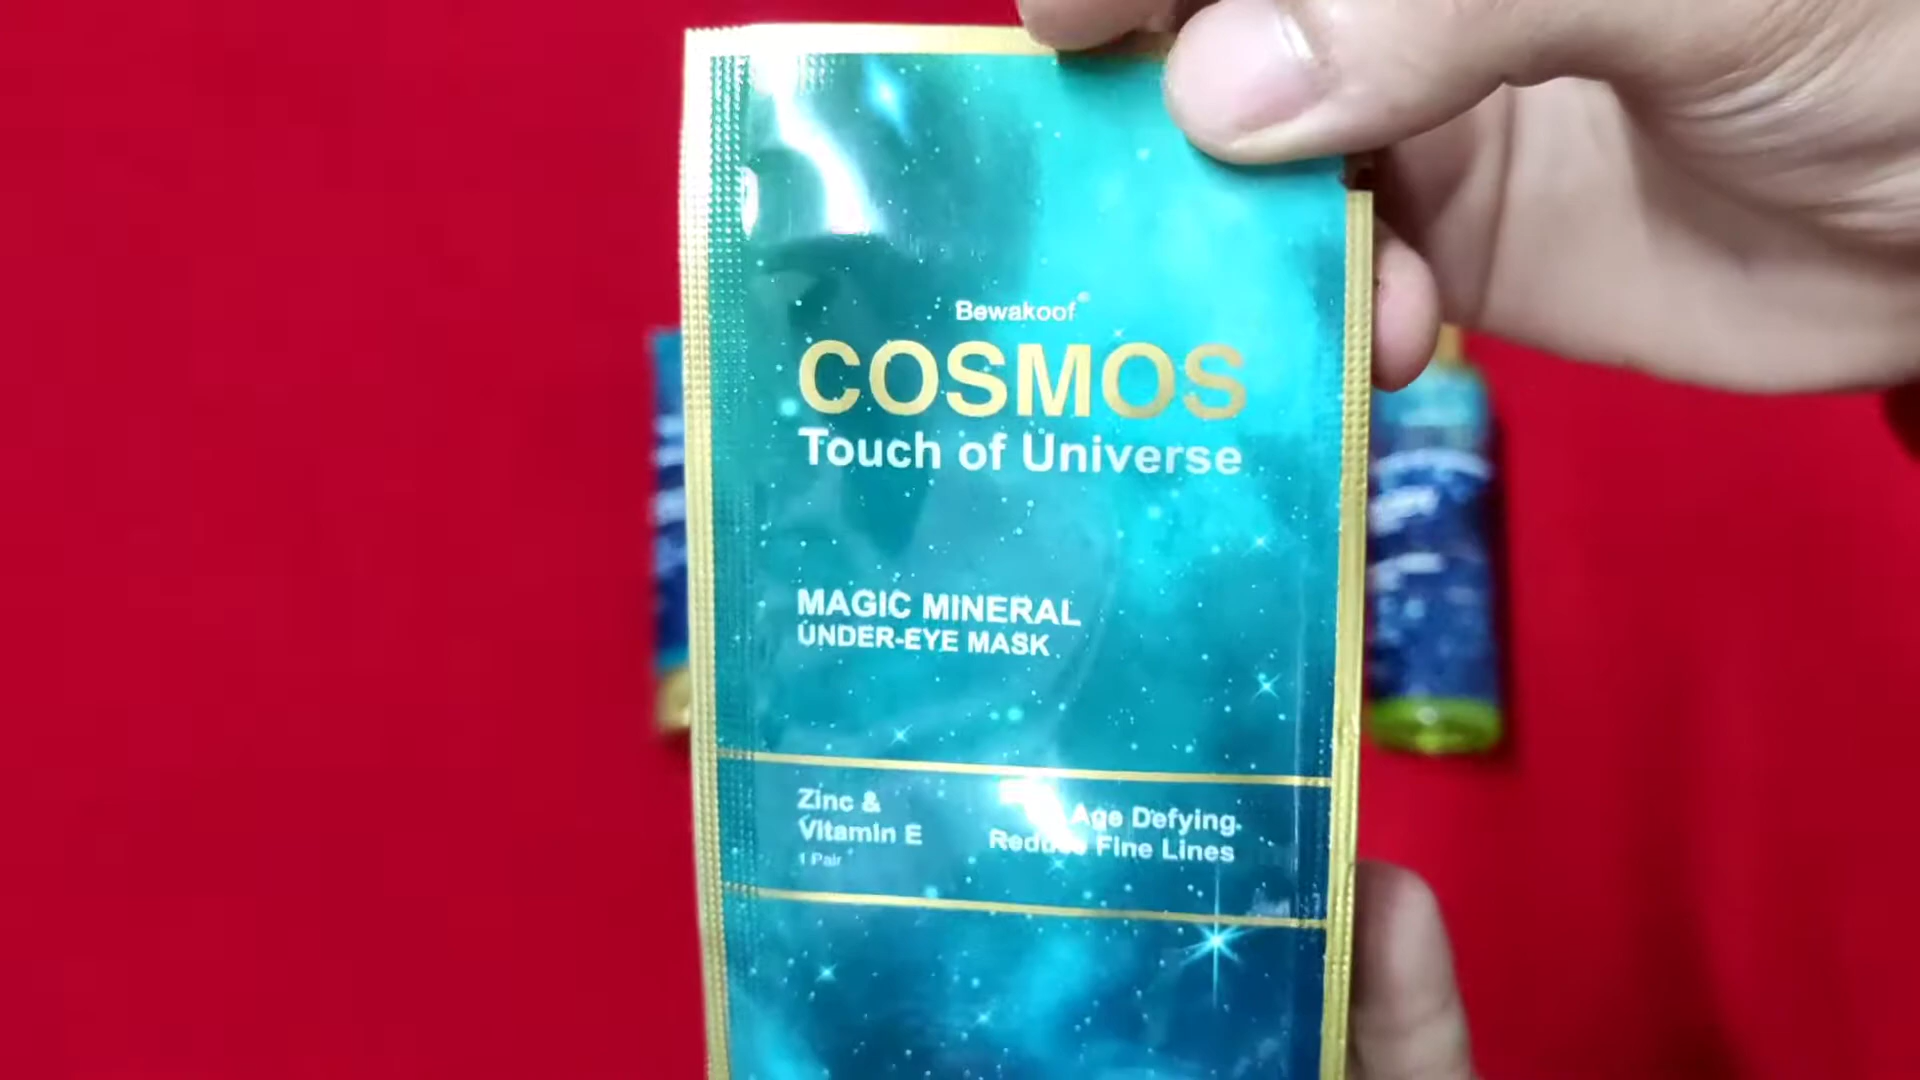 Bewakoof®
COSMOS
Touch of Universe
MAGIC MINERAL
UNDER-EYE MASK
Zinc &
Vitamin E
1 Pair
Age Defying
Fine Lines